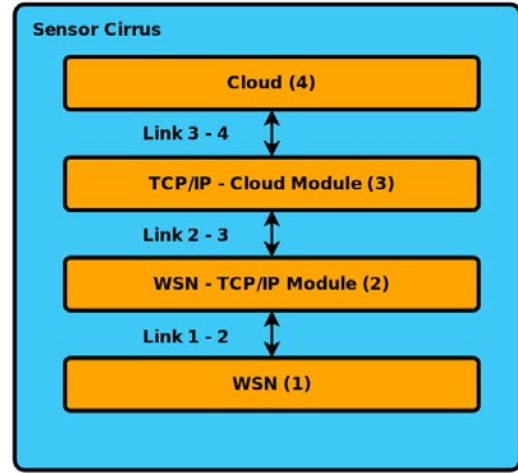 Sensor Cirrus
Cloud (4)
Link 3 - 4
TCP/IP - Cloud Module (3)
Link 2 - 3
WSN - TCP/IP Module (2)
Link 1 - 2
WSN (1)